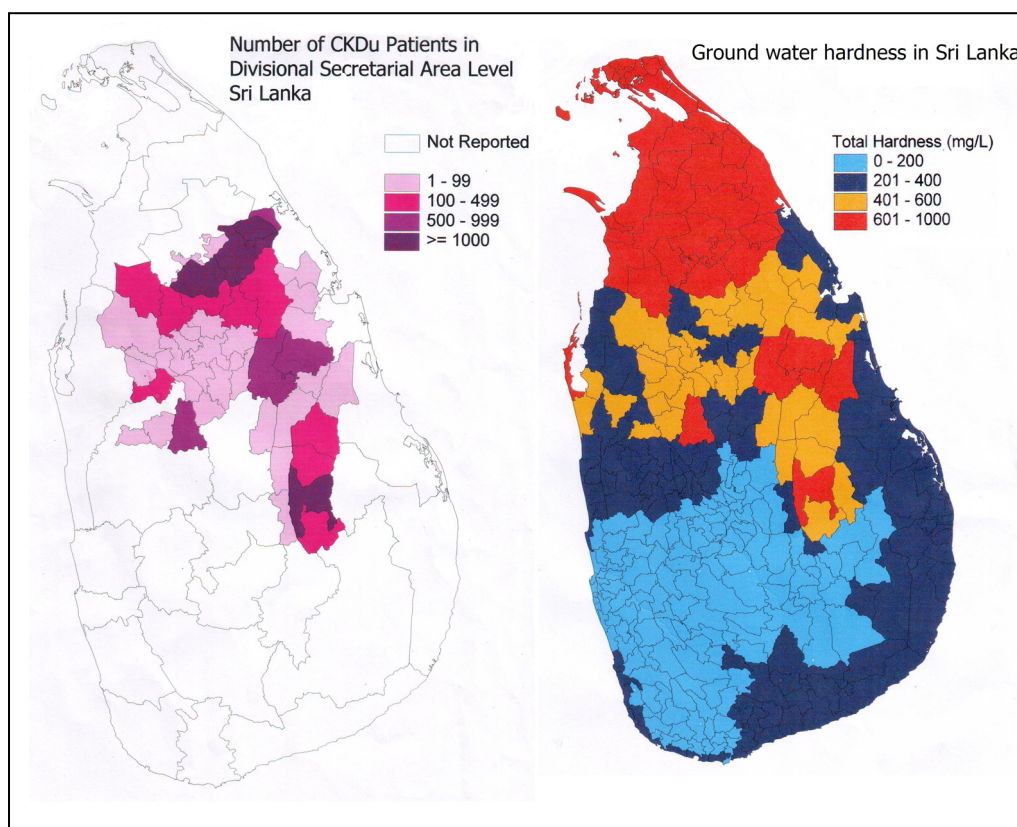 Number of CKDu Patients in
Divisional Secretarial Area Level
Sri Lanka
Not Reported
1 - 99
100 - 499
500 - 999
>= 1000
Ground water hardness in Sri Lanka
Total Hardness (mg/L)
0 - 200
201 - 400
401 - 600
601 - 1000